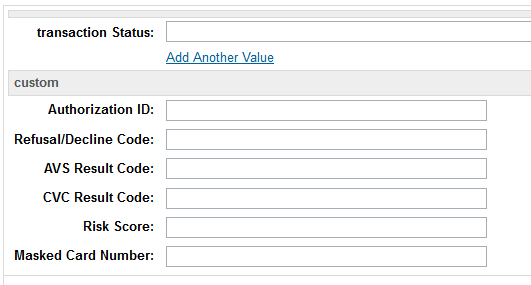 transaction Status:
Add Another Value
custom
Authorization ID:
Refusal/Decline Code:
AVS Result Code:
CVC Result Code:
Risk Score:
Masked Card Number: